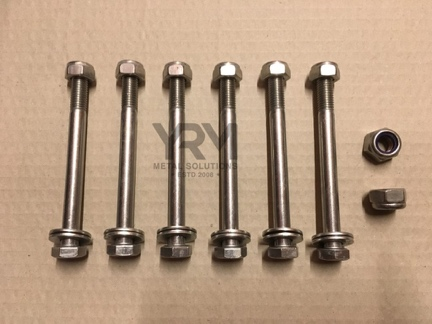 YRV
METAL SOLUTIONS
• ESTD 2008 •